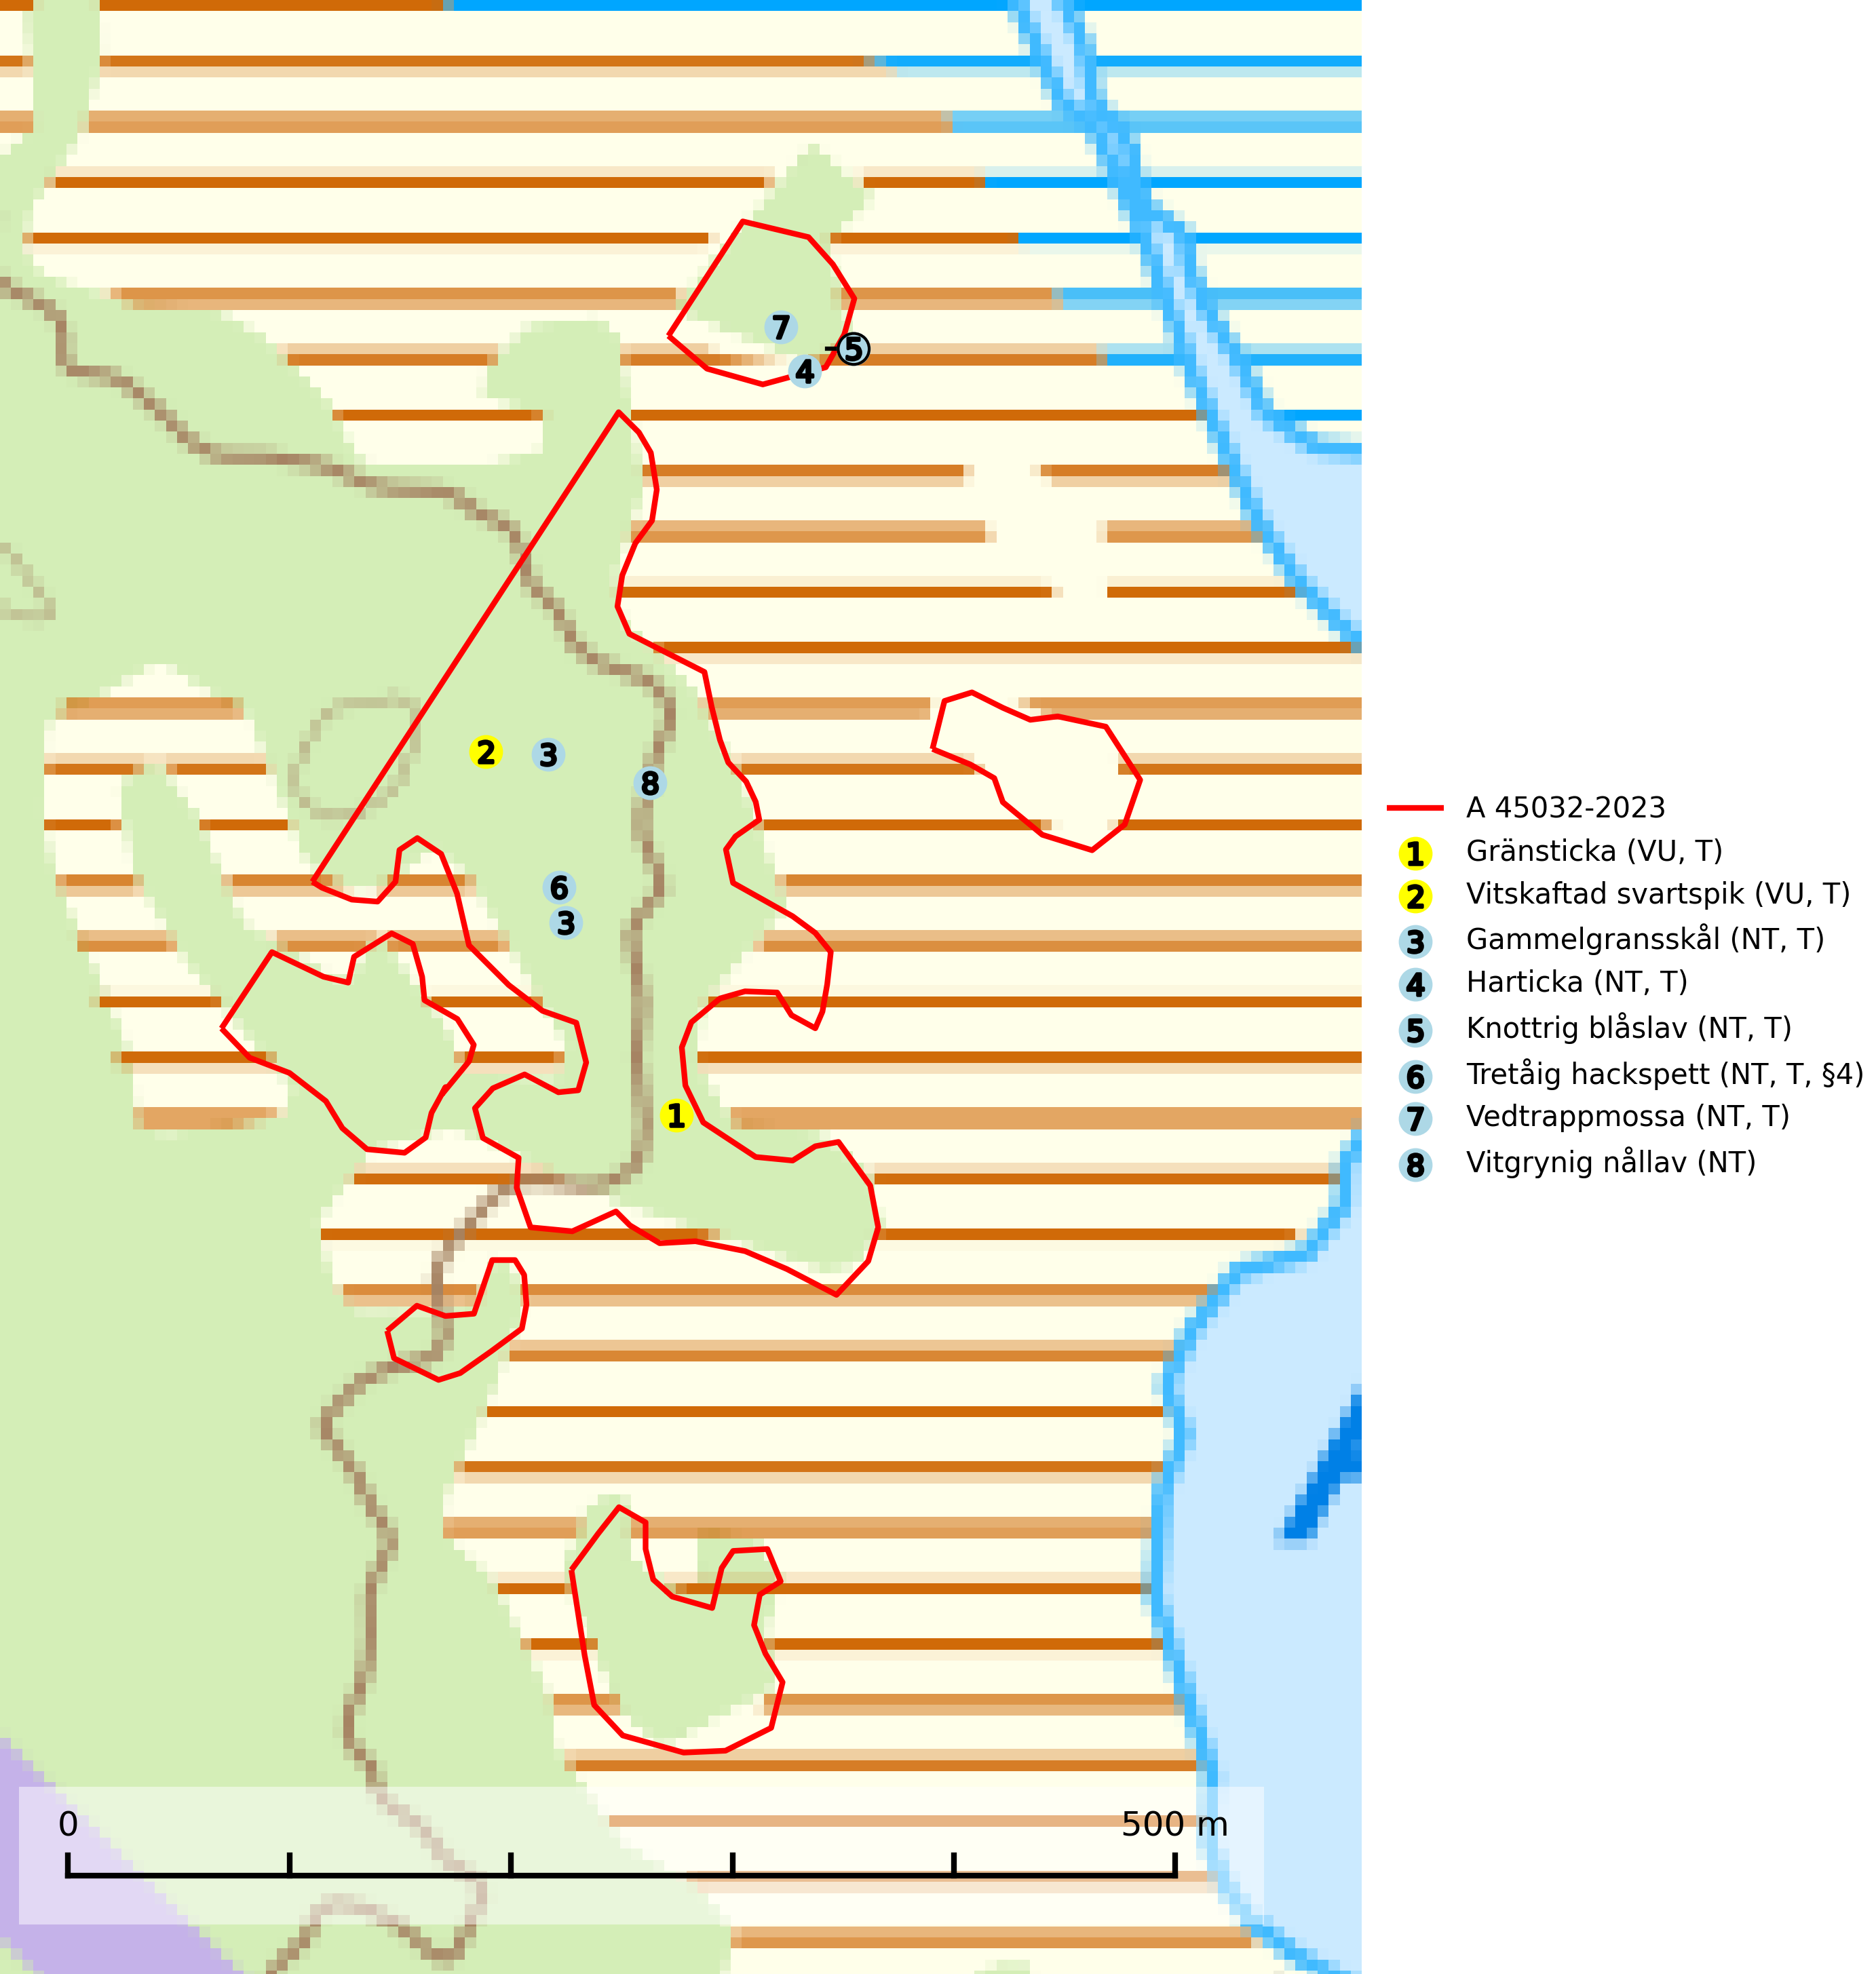 7
5
4
2
3
8
6
3
1
A 45032-2023
1 Gränsticka (VU, T)
2 Vitskaftad svartspik (VU, T)
3 Gammelgransskål (NT, T)
4 Harticka (NT, T)
5 Knottrig blåslav (NT, T)
6 Tretåig hackspett (NT, T, §4)
7 Vedtrappmossa (NT, T)
8 Vitgrynig nållav (NT)
0 500 m